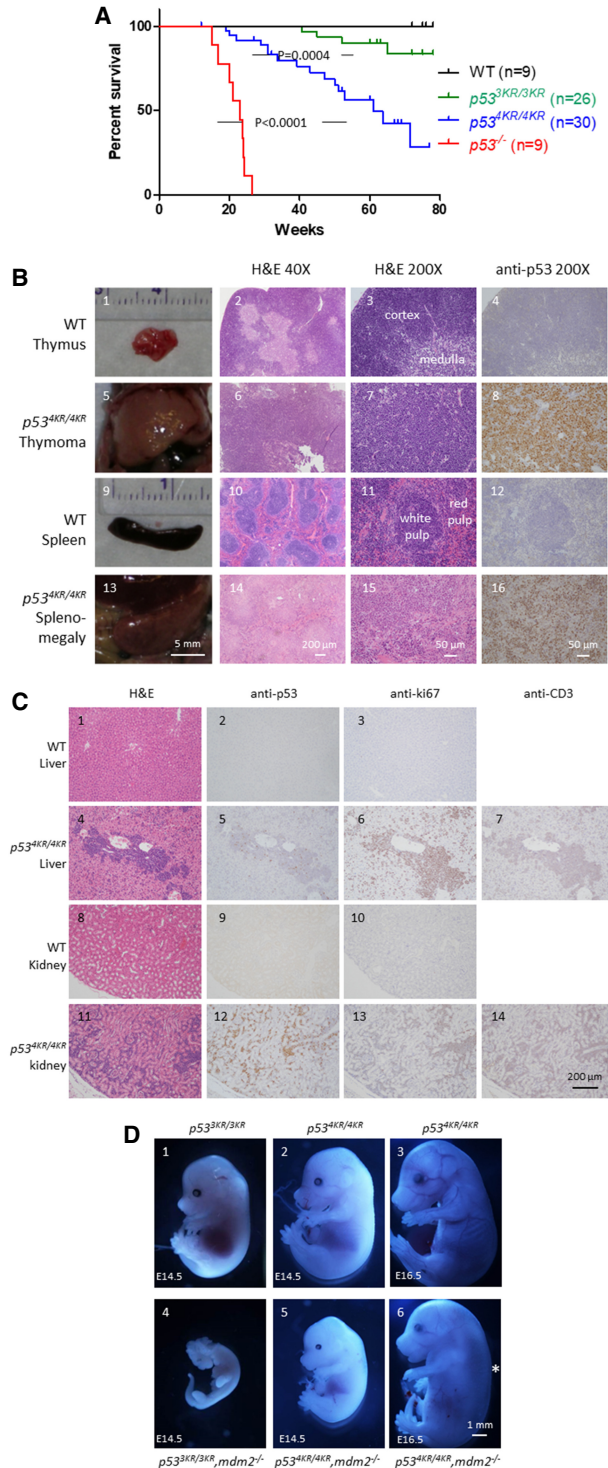 A
Percent survival
100
50
0
0 20 40 60 80
Weeks
P=0.0004
P<0.0001
WT (n=9)
p53 3KR/3KR (n=26)
p53 4KR/4KR (n=30)
p53 -/- (n=9)
B
H&E 40X H&E 200X anti-p53 200X
WT
Thymus
1 2 3 4
cortex
medulla
p53 4KR/4KR
Thymoma
5 6 7 8
WT
Spleen
9 10 11 12
white
pulp
red
pulp
p53 4KR/4KR
Spleno-
megaly
13 14 15 16
5 mm 200 µm 50 µm 50 µm
C
H&E anti-p53 anti-ki67 anti-CD3
WT
Liver
1 2 3
p53 4KR/4KR
Liver
4 5 6 7
WT
Kidney
8 9 10
p53 4KR/4KR
kidney
11 12 13 14
200 µm
D
p53 3KR/3KR p53 4KR/4KR p53 4KR/4KR
1 2 3
E14.5 E14.5 E16.5
4 5 6
*
1 mm
E14.5 E14.5 E16.5
p53 3KR/3KR,mdm2-/- p53 4KR/4KR,mdm2-/- p53 4KR/4KR,mdm2-/-